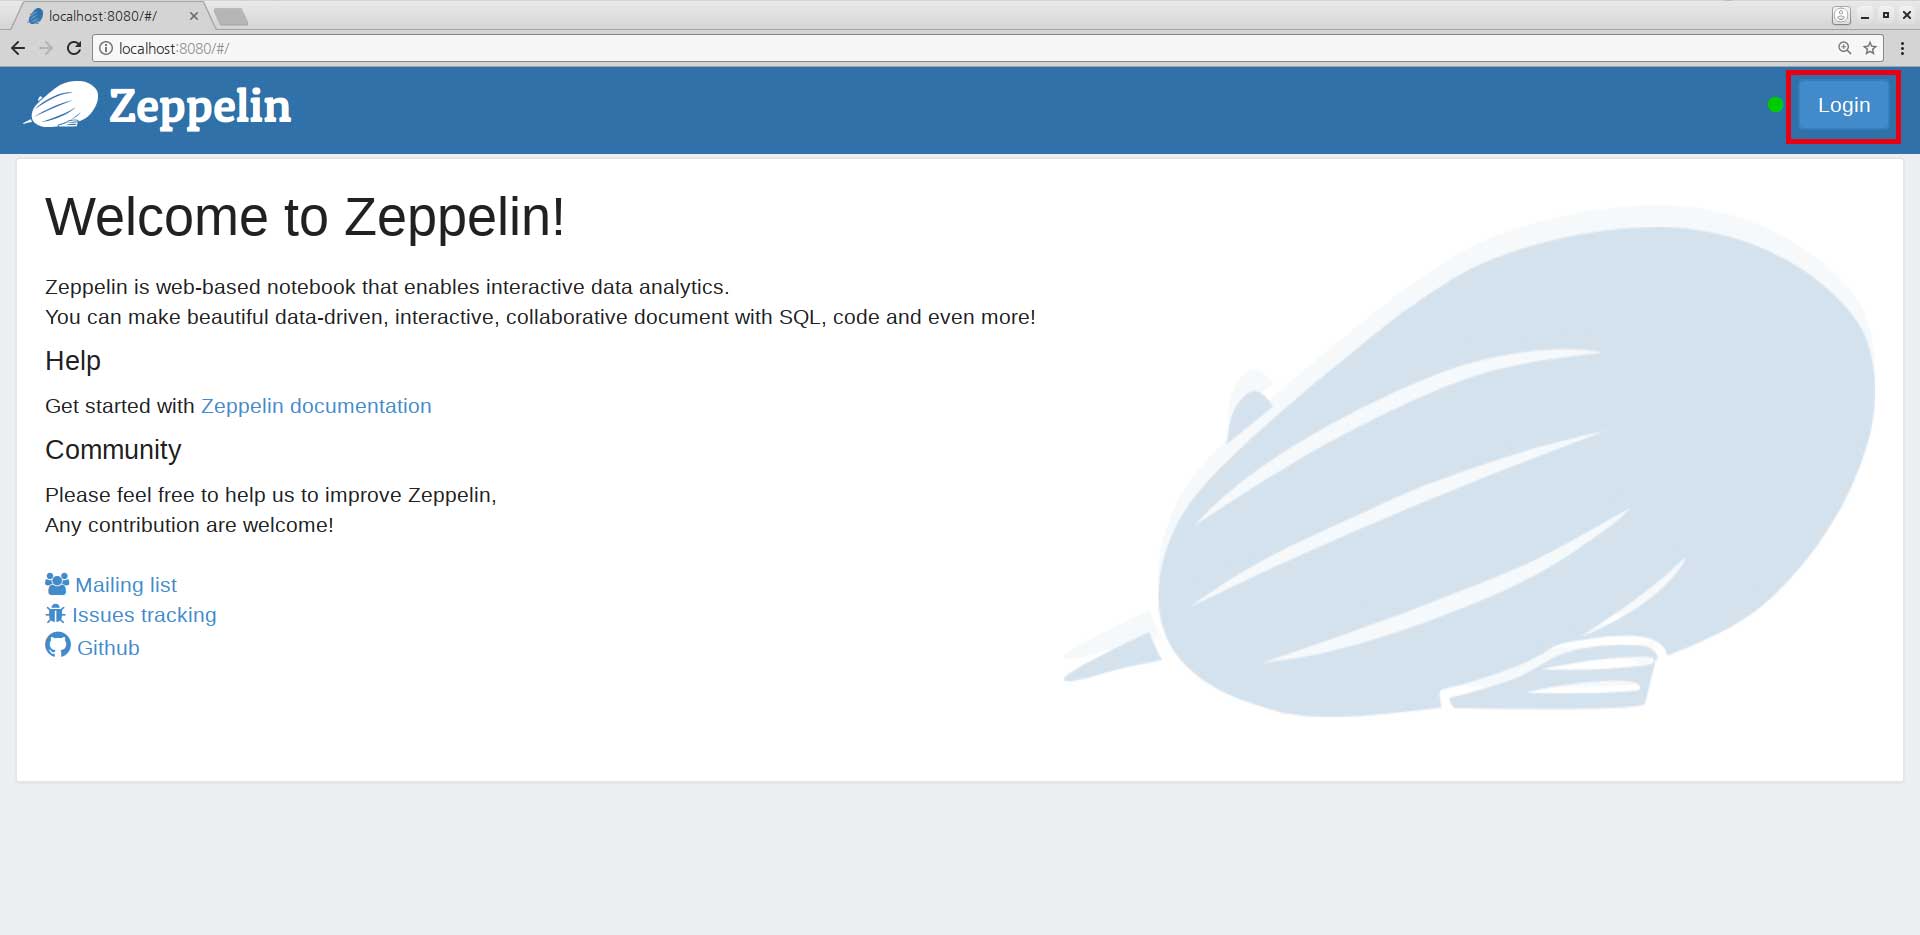 localhost:8080/#/
localhost:8080/#/
Zeppelin
Login
Welcome to Zeppelin!
Zeppelin is web-based notebook that enables interactive data analytics.
You can make beautiful data-driven, interactive, collaborative document with SQL, code and even more!
Help
Get started with Zeppelin documentation
Community
Please feel free to help us to improve Zeppelin,
Any contribution are welcome!
Mailing list
Issues tracking
Github